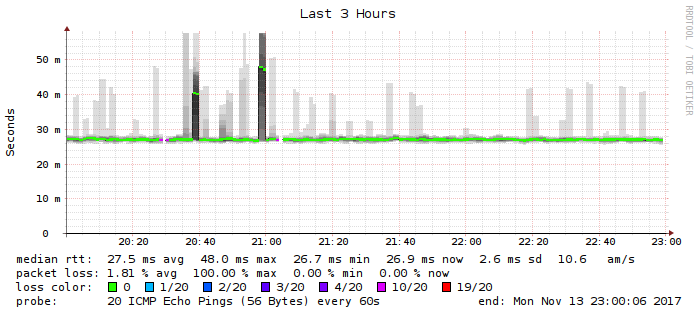 Last 3 Hours
RRDTOOL / TOBI OETIKER
Seconds
50 m
40 m
30 m
20 m
10 m
0
20:20 20:40 21:00 21:20 21:40 22:00 22:20 22:40 23:00
median rtt: 27.5 ms avg 48.0 ms max 26.7 ms min 26.9 ms now 2.6 ms sd 10.6 am/s
packet loss: 1.81 % avg 100.00 % max 0.00 % min 0.00 % now
loss color: 0 1/20 2/20 3/20 4/20 10/20 19/20
probe: 20 ICMP Echo Pings (56 Bytes) every 60s end: Mon Nov 13 23:00:06 2017